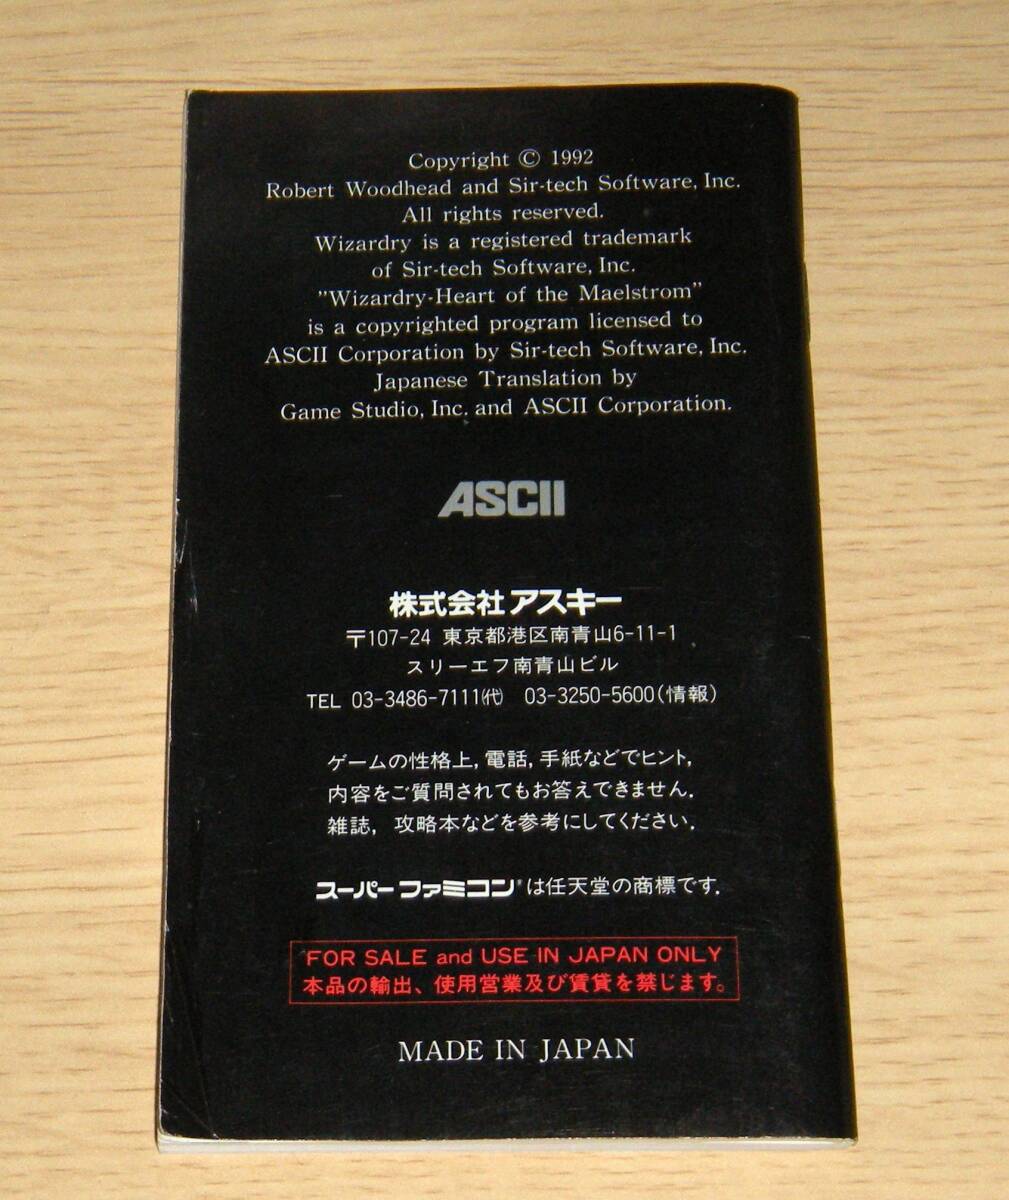 Copyright © 1992
Robert Woodhead and Sir-tech Software, Inc.
All rights reserved.
Wizardry is a registered trademark
of Sir-tech Software, Inc.
"Wizardry-Heart of the Maelstrom"
is a copyrighted program licensed to
ASCII Corporation by Sir-tech Software, Inc.
Japanese Translation by
Game Studio, Inc. and ASCII Corporation.
ASCII
株式会社アスキー
〒107-24 東京都港区南青山6-11-1
スリーエフ南青山ビル
TEL 03-3486-7111㈹ 03-3250-5600(情報)
ゲームの性格上,電話,手紙などでヒント,
内容をご質問されてもお答えできません.
雑誌,攻略本などを参考にしてください.
スーパーファミコン®は任天堂の商標です.
FOR SALE and USE IN JAPAN ONLY
本品の輸出、使用営業及び賃貸を禁じます。
MADE IN JAPAN